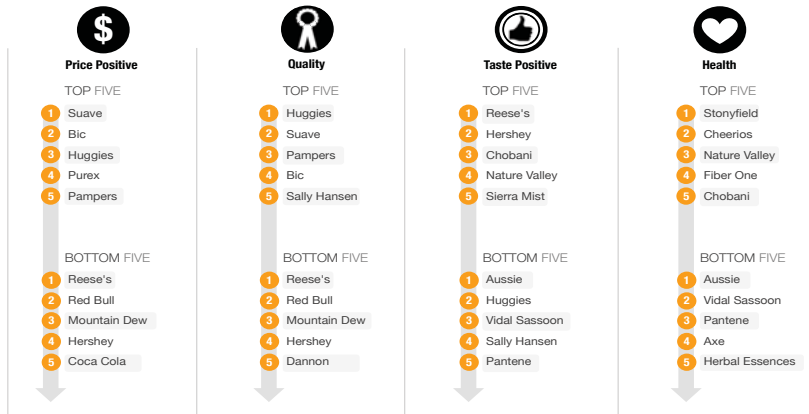 $
Price Positive
TOP FIVE
1 Suave
2 Bic
3 Huggies
4 Purex
5 Pampers
BOTTOM FIVE
1 Reese's
2 Red Bull
3 Mountain Dew
4 Hershey
5 Coca Cola
Quality
TOP FIVE
1 Huggies
2 Suave
3 Pampers
4 Bic
5 Sally Hansen
BOTTOM FIVE
1 Reese's
2 Red Bull
3 Mountain Dew
4 Hershey
5 Dannon
Taste Positive
TOP FIVE
1 Reese's
2 Hershey
3 Chobani
4 Nature Valley
5 Sierra Mist
BOTTOM FIVE
1 Aussie
2 Huggies
3 Vidal Sassoon
4 Sally Hansen
5 Pantene
Health
TOP FIVE
1 Stonyfield
2 Cheerios
3 Nature Valley
4 Fiber One
5 Chobani
BOTTOM FIVE
1 Aussie
2 Vidal Sassoon
3 Pantene
4 Axe
5 Herbal Essences